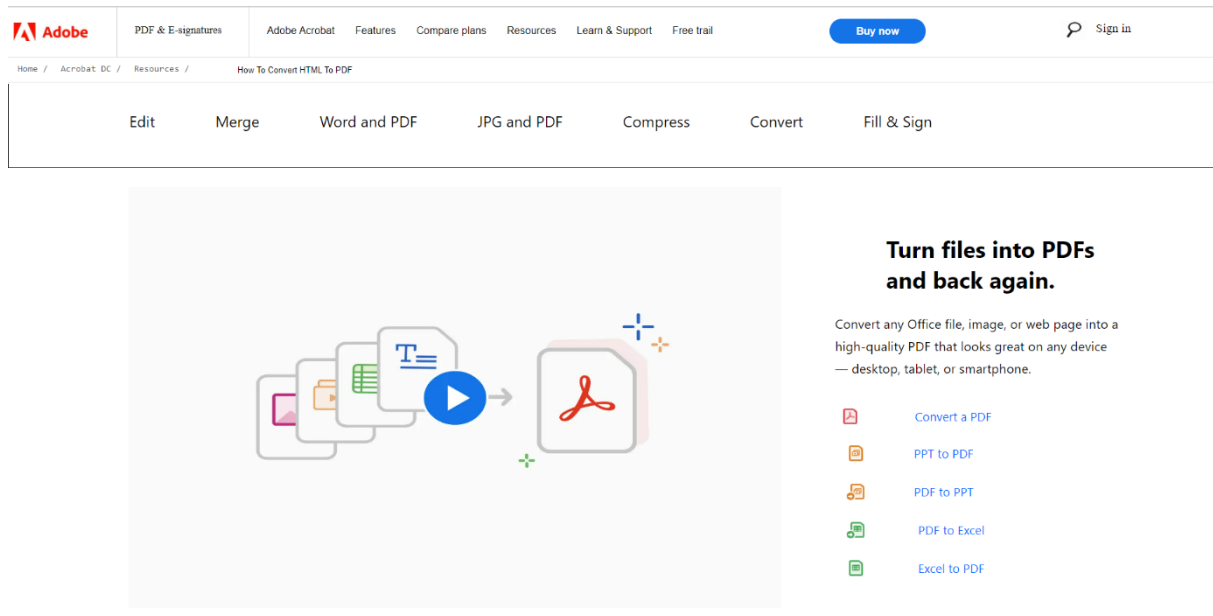 Adobe PDF & E-signatures Adobe Acrobat Features Compare plans Resources Learn & Support Free trail Buy now Sign in
Home / Acrobat DC / Resources / How To Convert HTML To PDF
Edit Merge Word and PDF JPG and PDF Compress Convert Fill & Sign
T
Turn files into PDFs
and back again.
Convert any Office file, image, or web page into a
high-quality PDF that looks great on any device
— desktop, tablet, or smartphone.
Convert a PDF
PPT to PDF
PDF to PPT
PDF to Excel
Excel to PDF